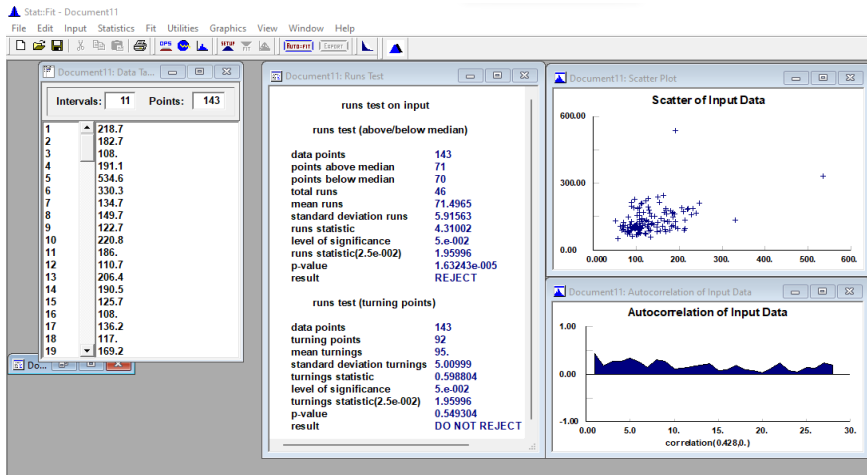 Stat::Fit - Document11
File Edit Input Statistics Fit Utilities Graphics View Window Help
DPS SETUP FIT AUTO::FIT EXPORT
Document11: Data Ta...
Intervals: 11 Points: 143
1 218.7
2 182.7
3 108.
4 191.1
5 534.6
6 330.3
7 134.7
8 149.7
9 122.7
10 220.8
11 186.
12 110.7
13 206.4
14 190.5
15 125.7
16 108.
17 136.2
18 117.
19 169.2
Do...
Document11: Runs Test
runs test on input
runs test (above/below median)
data points 143
points above median 71
points below median 70
total runs 46
mean runs 71.4965
standard deviation runs 5.91563
runs statistic 4.31002
level of significance 5.e-002
runs statistic(2.5e-002) 1.95996
p-value 1.63243e-005
result REJECT
runs test (turning points)
data points 143
turning points 92
mean turnings 95.
standard deviation turnings 5.00999
turnings statistic 0.598804
level of significance 5.e-002
turnings statistic(2.5e-002) 1.95996
p-value 0.549304
result DO NOT REJECT
Document11: Scatter Plot
Scatter of Input Data
600.00
300.00
0.00
0.000 100. 200. 300. 400. 500. 600.
Document11: Autocorrelation of Input Data
Autocorrelation of Input Data
1.00
0.00
-1.00
0.00 5.0 10. 15. 20. 25. 30.
correlation(0.428,0.)